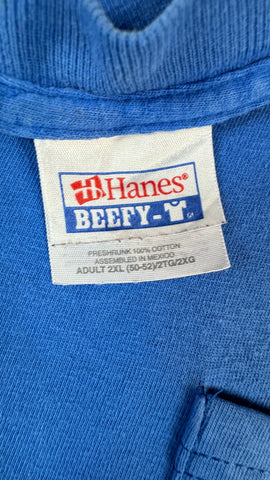 Hanes®
BEEFY-T
PRESHRUNK 100% COTTON
ASSEMBLED IN MEXICO
ADULT 2XL (50-52)/2TG/2XG